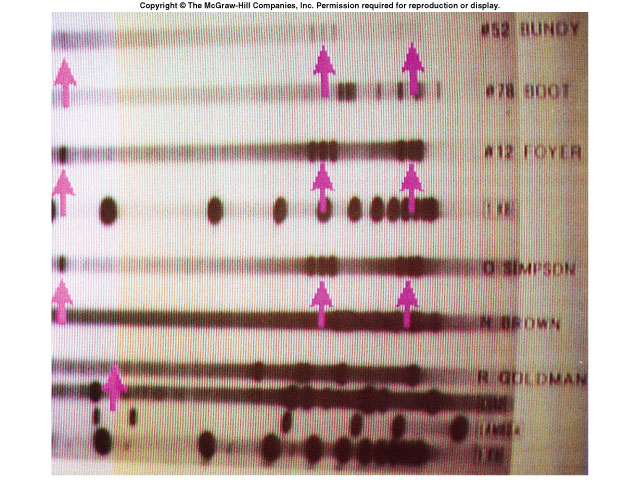 Copyright © The McGraw-Hill Companies, Inc. Permission required for reproduction or display.
#52 BUNDY
#78 BOOT
#12 FOYER
O SIMPSON
N BROWN
R GOLDMAN
LAMBDA